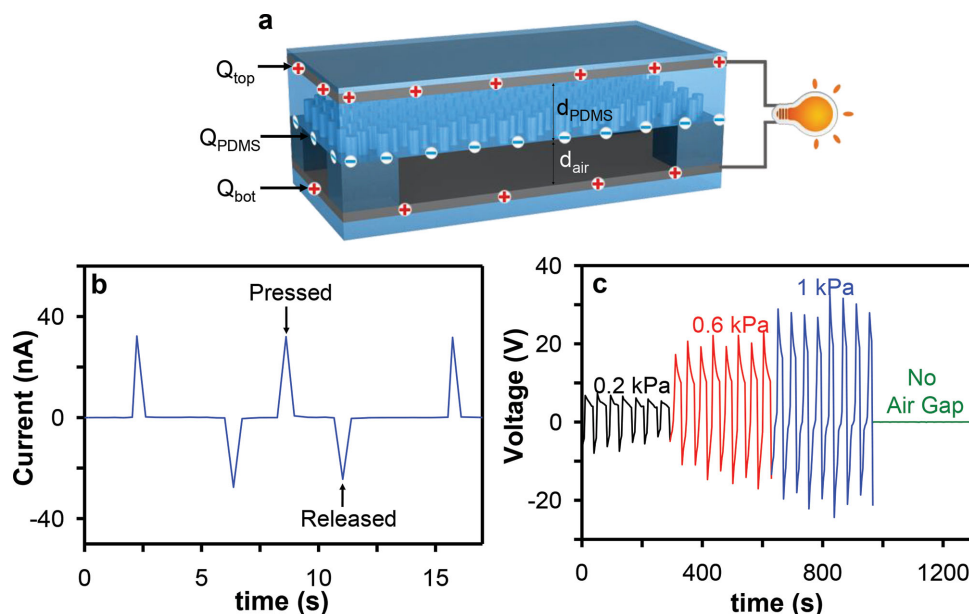 a
Q_top
Q_PDMS
Q_bot
d_PDMS
d_air
+
−
b
Current (nA)
40
0
-40
Pressed
Released
0
5
10
15
time (s)
c
Voltage (V)
40
20
0
-20
0.2 kPa
0.6 kPa
1 kPa
No
Air Gap
0
400
800
1200
time (s)